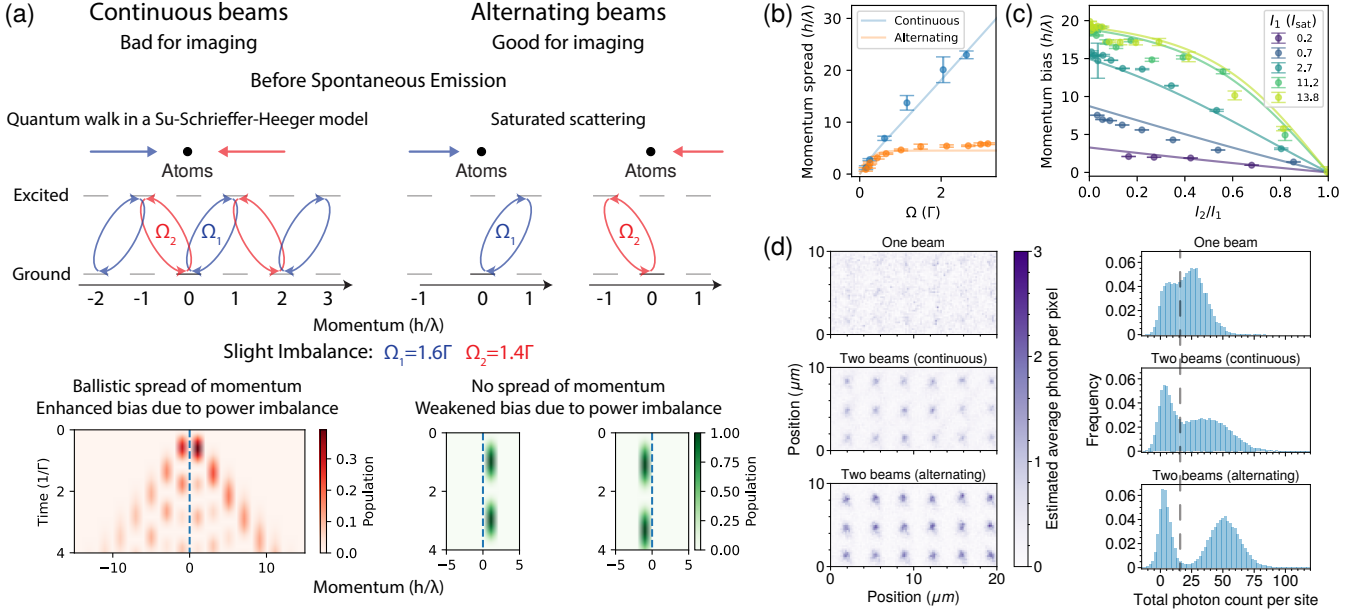 (a)
Continuous beams
Bad for imaging
Alternating beams
Good for imaging
Before Spontaneous Emission
Quantum walk in a Su-Schrieffer-Heeger model
Saturated scattering
Atoms
Atoms
Atoms
Excited
Ω₂
Ω₁
Ω₁
Ω₂
Ground
-2 -1 0 1 2 3
-1 0 1
-1 0 1
Momentum (h/λ)
Slight Imbalance: Ω₁=1.6Γ Ω₂=1.4Γ
Ballistic spread of momentum
Enhanced bias due to power imbalance
No spread of momentum
Weakened bias due to power imbalance
Time (1/Γ)
0
2
4
−10 0 10
0.3
0.2
0.1
0.0
Population
0
2
4
−5 0 5
0
2
4
−5 0 5
1.00
0.75
0.50
0.25
0.00
Population
Momentum (h/λ)
(b)
Momentum spread (h/λ)
30
20
10
0
Continuous
Alternating
0 2
Ω (Γ)
(c)
Momentum bias (h/λ)
20
15
10
5
0
I₁ (Isat)
0.2
0.7
2.7
11.2
13.8
0.0 0.2 0.4 0.6 0.8 1.0
I₂/I₁
(d)
One beam
10
0
Two beams (continuous)
10
0
Two beams (alternating)
10
0
Position (μm)
0 10 20
Position (μm)
3
2
1
0
Estimated average photon per pixel
One beam
0.06
0.04
0.02
0.00
Two beams (continuous)
0.06
0.04
0.02
0.00
Two beams (alternating)
0.06
0.04
0.02
0.00
Frequency
0 25 50 75 100
Total photon count per site